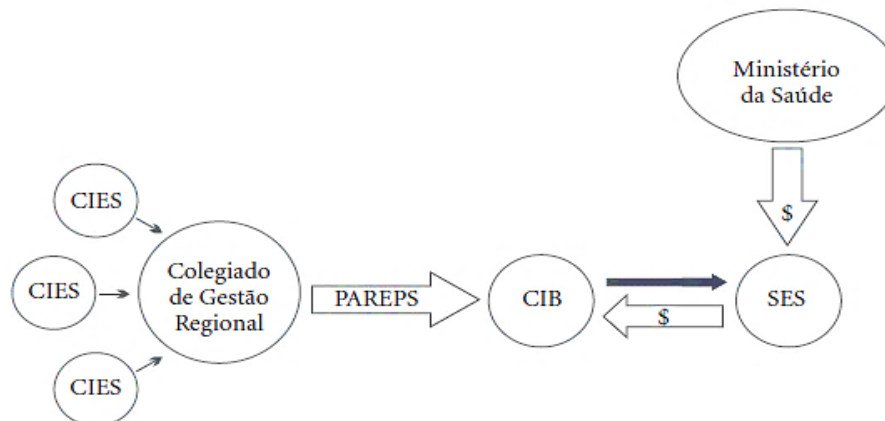 Ministério
da Saúde
$
CIES
CIES
CIES
Colegiado
de Gestão
Regional
PAREPS
CIB
$
SES